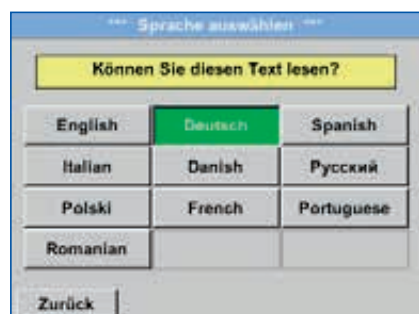 *** Sprache auswählen ***
Können Sie diesen Text lesen?
English Deutsch Spanish
Italian Danish Русский
Polski French Portuguese
Romanian
Zurück